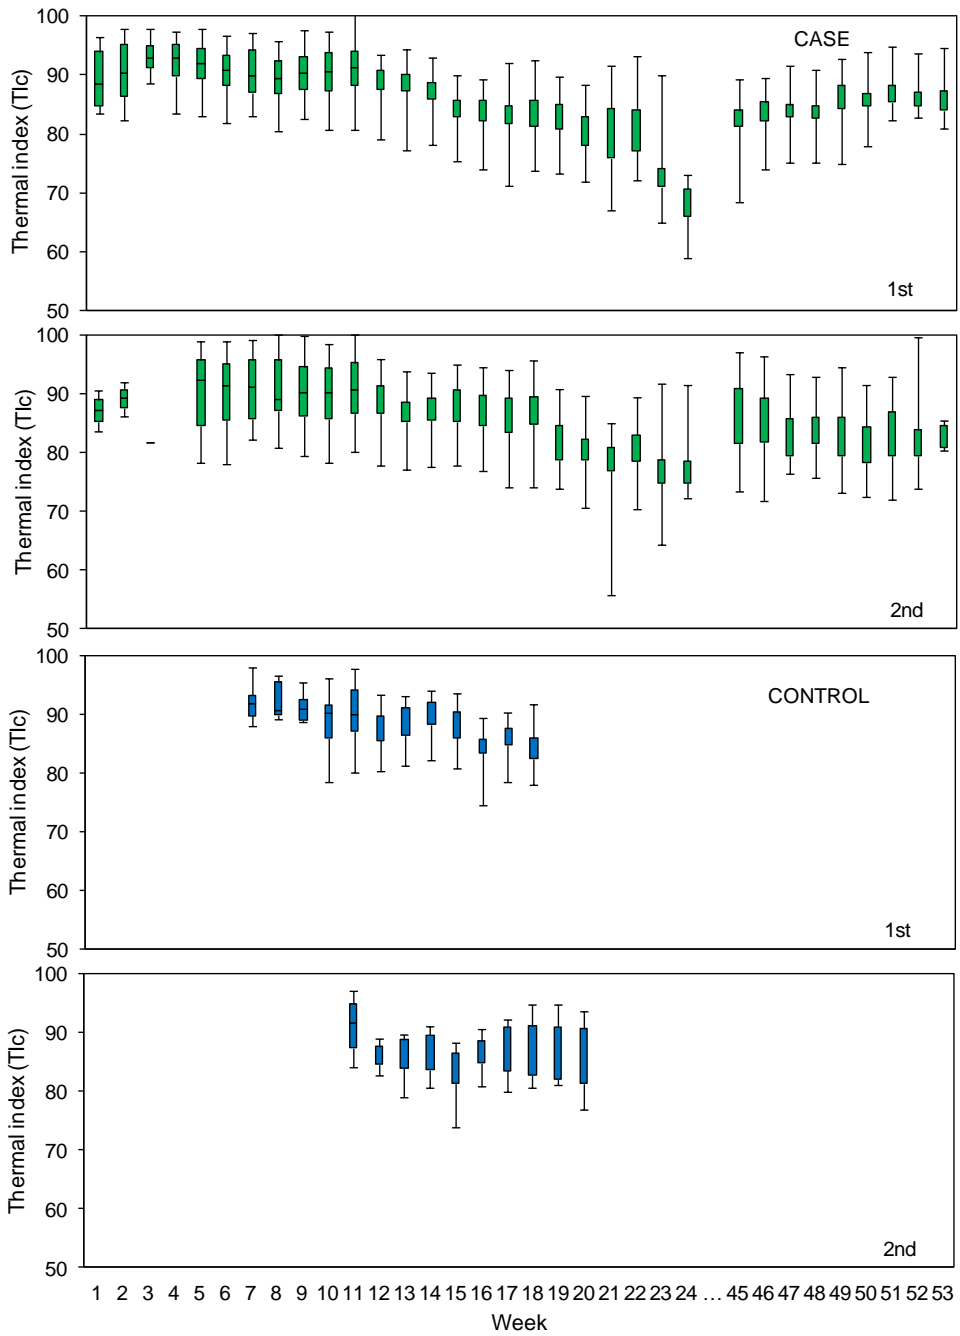 100
CASE
90
80
70
60
50
Thermal index (TIc)
1st
100
90
80
70
60
50
Thermal index (TIc)
2nd
100
CONTROL
90
80
70
60
50
Thermal index (TIc)
1st
100
90
80
70
60
50
Thermal index (TIc)
2nd
1 2 3 4 5 6 7 8 9 10 11 12 13 14 15 16 17 18 19 20 21 22 23 24 … 45 46 47 48 49 50 51 52 53
Week